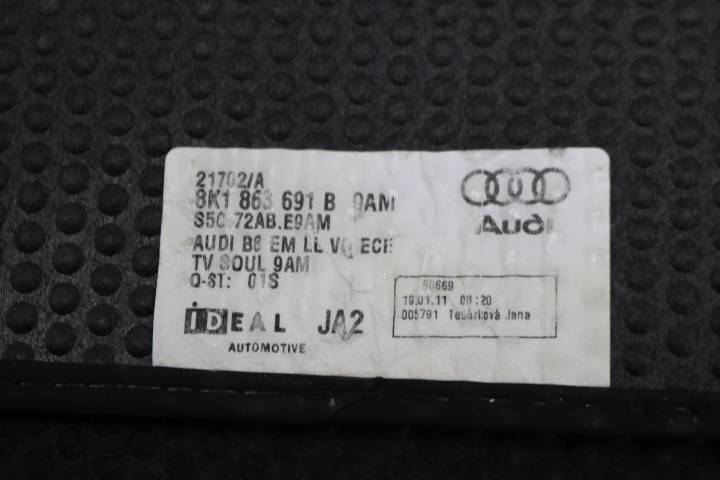 21702/A
8K1 863 691 B 9AM
S5C.72AB.E9AM
AUDI B8 EM LL VO ECE
TV SOUL 9AM
Q-ST: 01S
IDEAL JA2
AUTOMOTIVE
Audi
60669
19.01.11 08:20
005791 Tesárková Jana